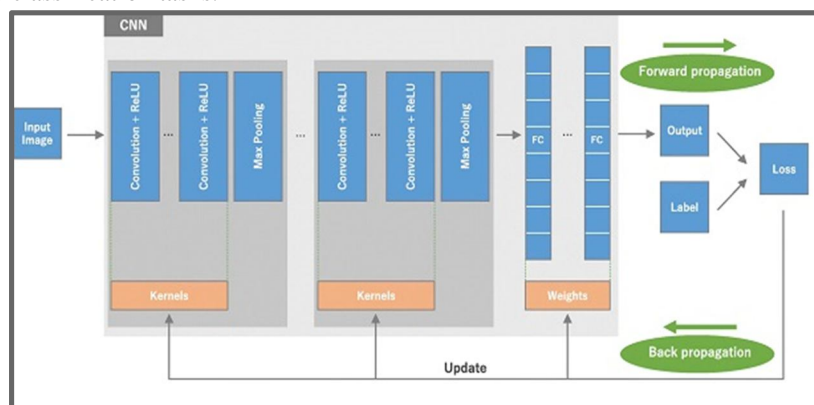 CNN
Forward propagation
Input
Image
Convolution + ReLU
...
Convolution + ReLU
Max Pooling
...
Convolution + ReLU
...
Convolution + ReLU
Max Pooling
FC
...
FC
Output
Label
Loss
Kernels
Kernels
Weights
Back propagation
Update